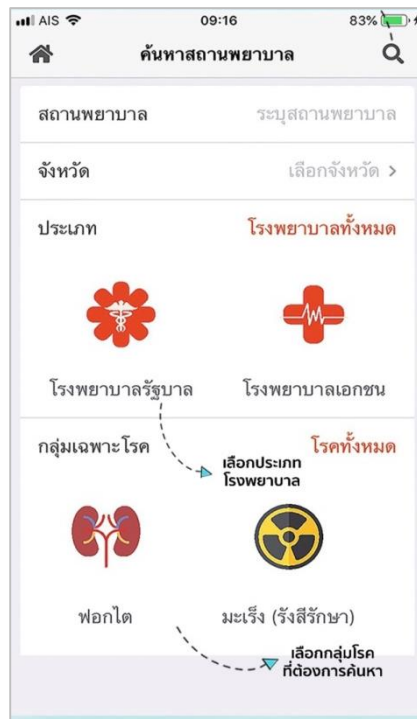 AIS 09:16 83%
ค้นหาสถานพยาบาล
สถานพยาบาล ระบุสถานพยาบาล
จังหวัด เลือกจังหวัด >
ประเภท โรงพยาบาลทั้งหมด
โรงพยาบาลรัฐบาล โรงพยาบาลเอกชน
กลุ่มเฉพาะโรค โรคทั้งหมด
เลือกประเภท
โรงพยาบาล
ฟอกไต มะเร็ง (รังสีรักษา)
เลือกกลุ่มโรค
ที่ต้องการค้นหา